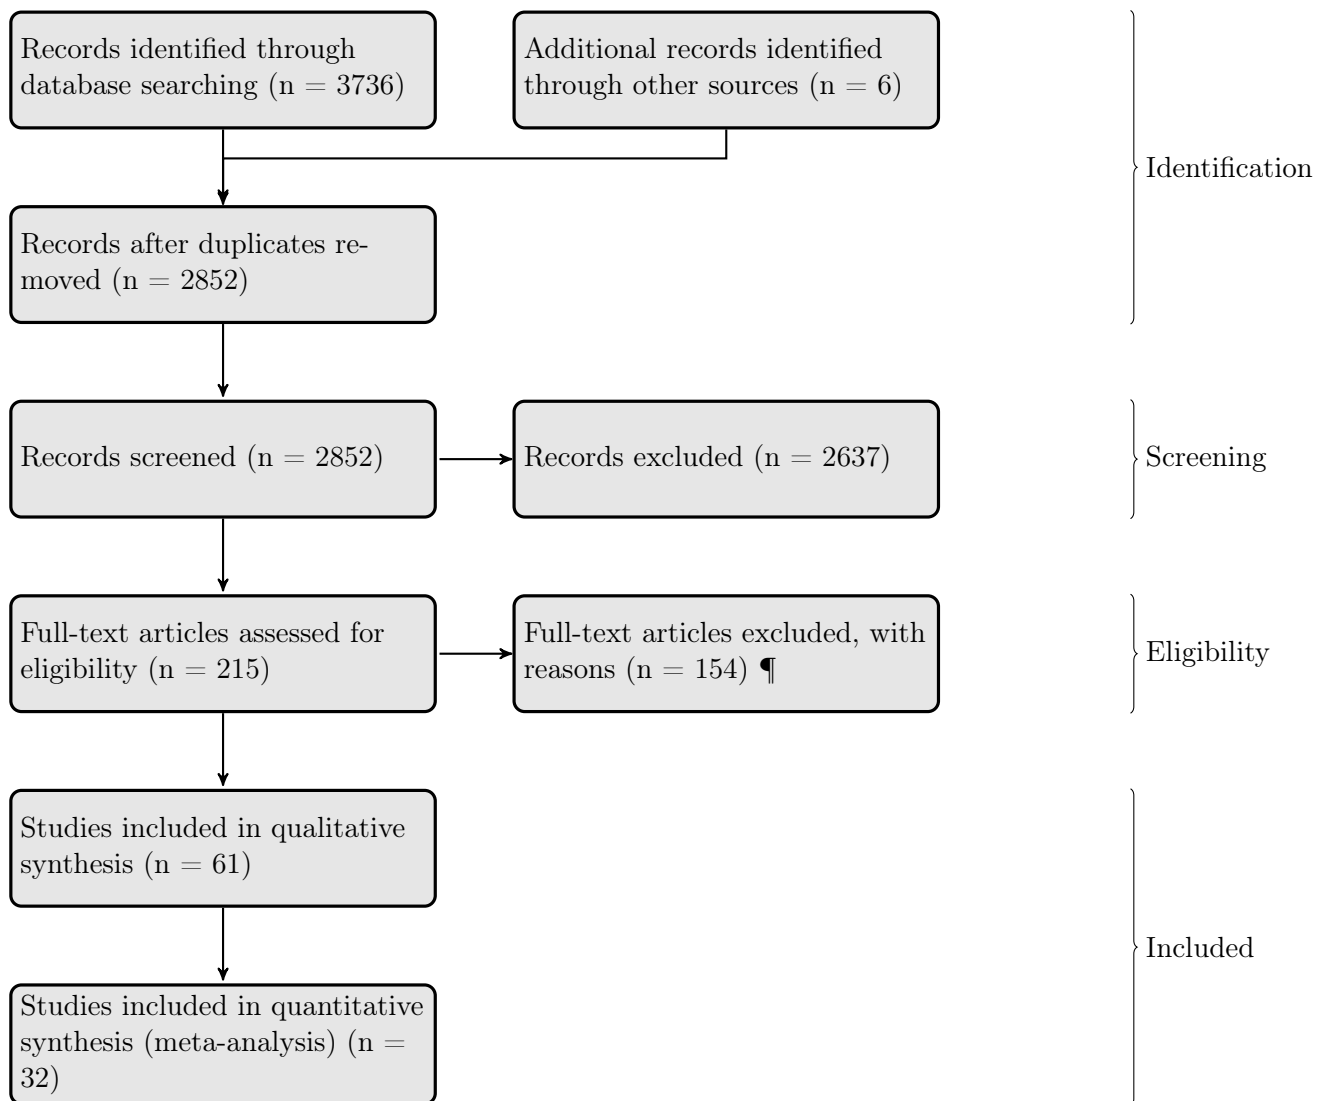 Records identified through
database searching (n = 3736)
Additional records identified
through other sources (n = 6)
Identification
Records after duplicates re-
moved (n = 2852)
Records screened (n = 2852)
Records excluded (n = 2637)
Screening
Full-text articles assessed for
eligibility (n = 215)
Full-text articles excluded, with
reasons (n = 154) ¶
Eligibility
Studies included in qualitative
synthesis (n = 61)
Included
Studies included in quantitative
synthesis (meta-analysis) (n =
32)